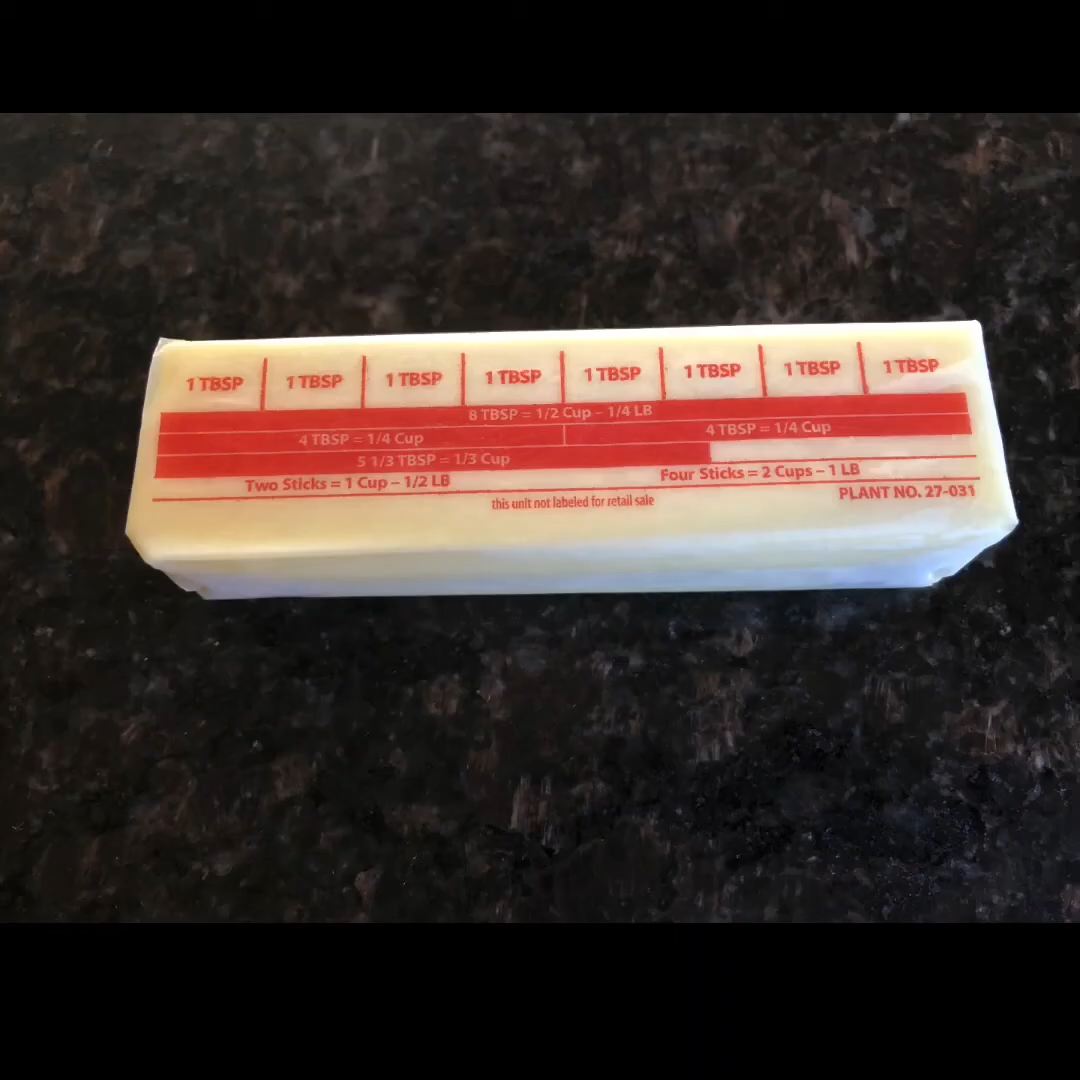 1 TBSP 1 TBSP 1 TBSP 1 TBSP 1 TBSP 1 TBSP 1 TBSP 1 TBSP
8 TBSP = 1/2 Cup – 1/4 LB
4 TBSP = 1/4 Cup 4 TBSP = 1/4 Cup
5 1/3 TBSP = 1/3 Cup
Two Sticks = 1 Cup – 1/2 LB Four Sticks = 2 Cups – 1 LB
this unit not labeled for retail sale PLANT NO. 27-031